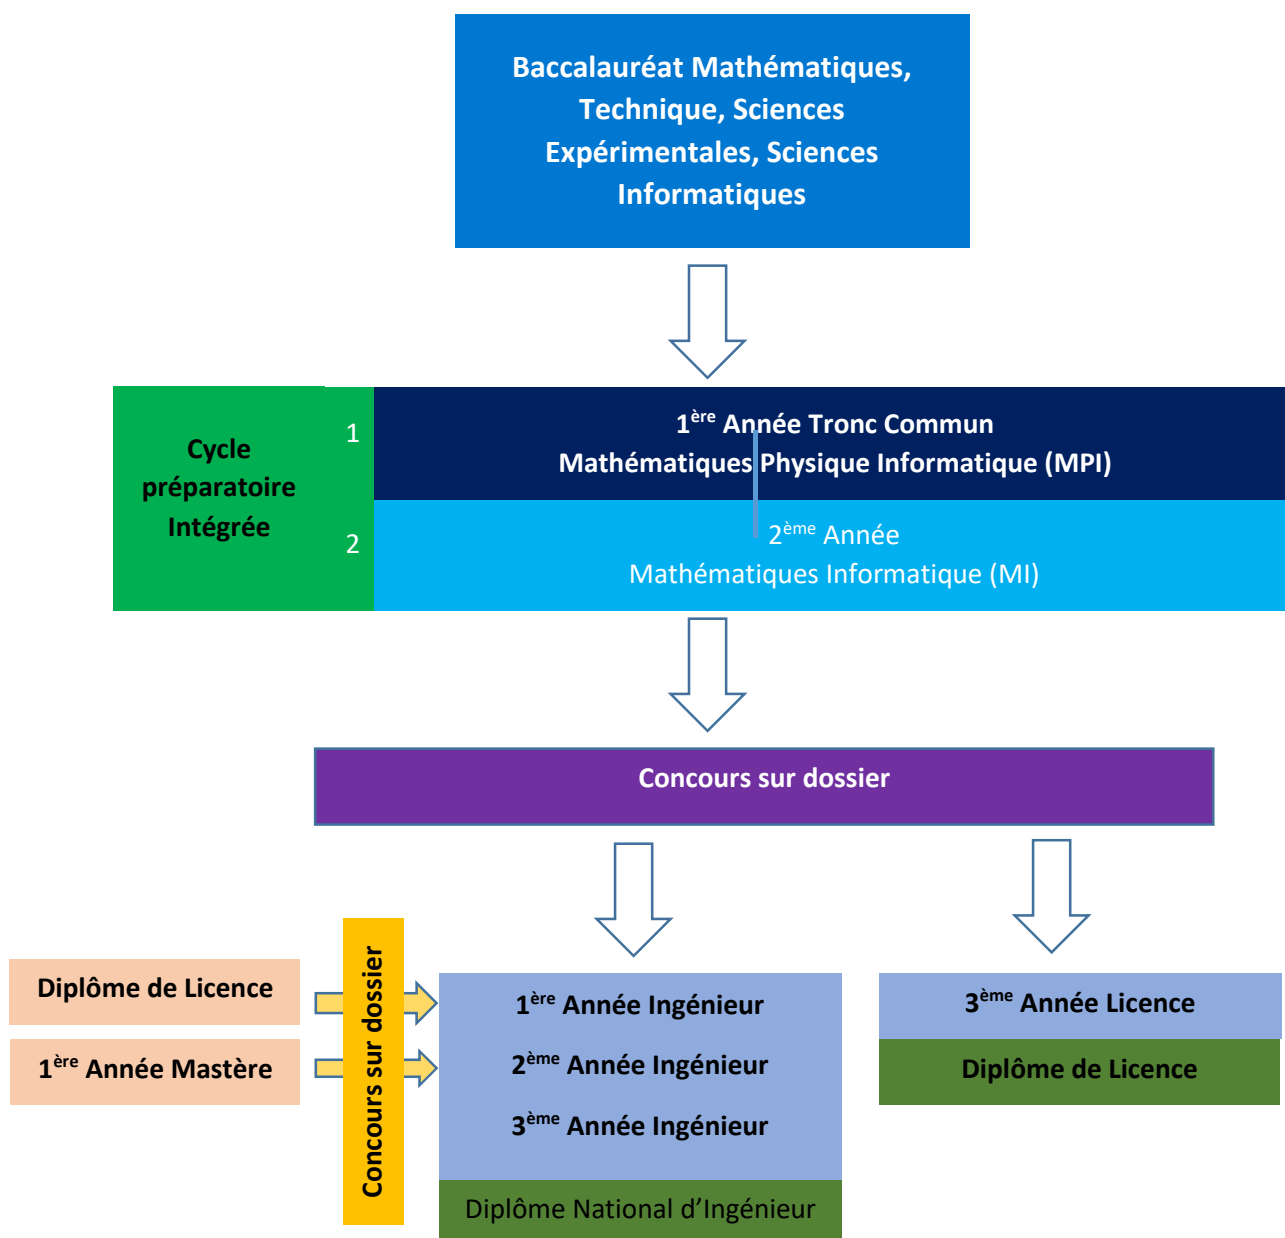 Baccalauréat Mathématiques,
Technique, Sciences
Expérimentales, Sciences
Informatiques
Cycle
préparatoire
Intégrée
1
1ère Année Tronc Commun
Mathématiques Physique Informatique (MPI)
2
2ème Année
Mathématiques Informatique (MI)
Concours sur dossier
Diplôme de Licence
1ère Année Mastère
Concours sur dossier
1ère Année Ingénieur
2ème Année Ingénieur
3ème Année Ingénieur
Diplôme National d’Ingénieur
3ème Année Licence
Diplôme de Licence